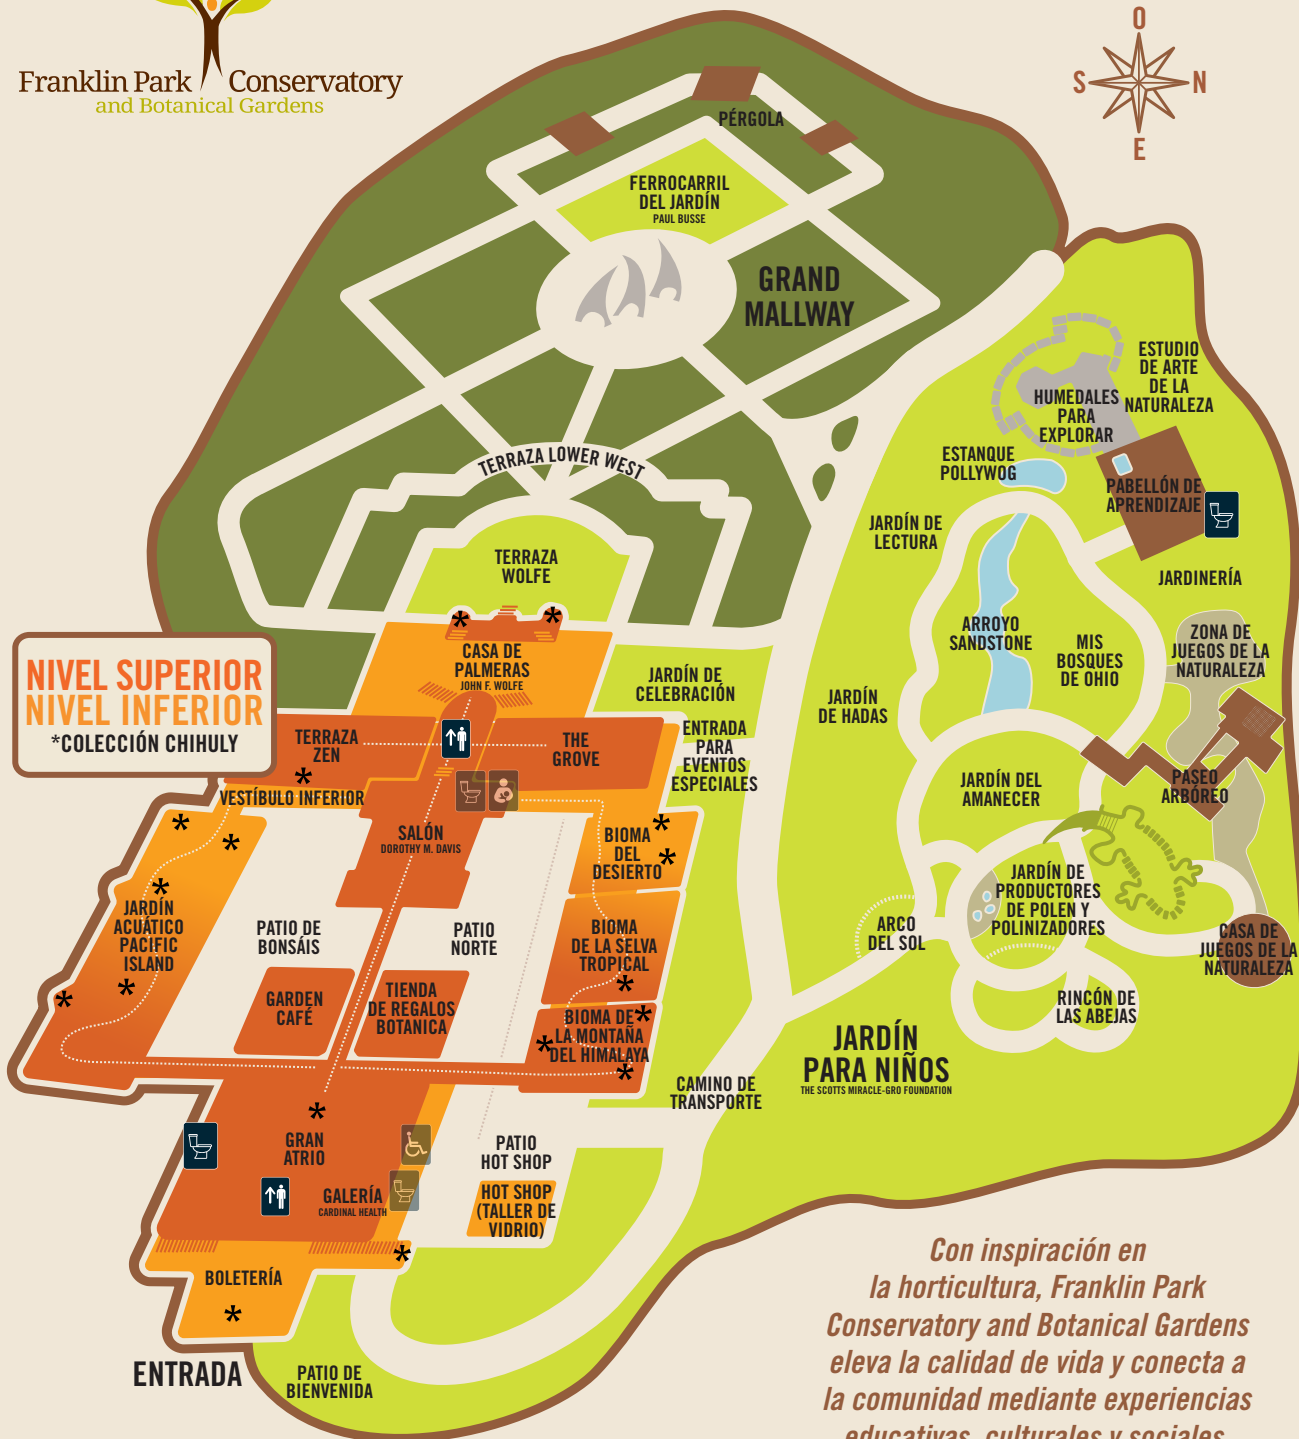 Franklin Park Conservatory
and Botanical Gardens
O
S
N
E
PÉRGOLA
FERROCARRIL
DEL JARDÍN
PAUL BUSSE
GRAND
MALLWAY
ESTUDIO
DE ARTE
DE LA
NATURALEZA
HUMEDALES
PARA
EXPLORAR
ESTANQUE
POLLYWOG
TERRAZA LOWER WEST
PABELLÓN DE
APRENDIZAJE
JARDÍN DE
LECTURA
TERRAZA
WOLFE
JARDINERÍA
ARROYO
SANDSTONE
MIS
BOSQUES
DE OHIO
ZONA DE
JUEGOS DE LA
NATURALEZA
*
*
CASA DE
PALMERAS
JOHN F. WOLFE
JARDÍN DE
CELEBRACIÓN
JARDÍN
DE HADAS
NIVEL SUPERIOR
NIVEL INFERIOR
*COLECCIÓN CHIHULY
TERRAZA
ZEN
*
THE
GROVE
ENTRADA
PARA
EVENTOS
ESPECIALES
VESTÍBULO INFERIOR
JARDÍN DEL
AMANECER
PASEO
ARBÓREO
SALÓN
DOROTHY M. DAVIS
*
*
*
BIOMA
DEL
DESIERTO
*
*
JARDÍN
ACUÁTICO
PACIFIC
ISLAND
*
*
PATIO DE
BONSÁIS
PATIO
NORTE
BIOMA
DE LA SELVA
TROPICAL
*
JARDÍN DE
PRODUCTORES
DE POLEN Y
POLINIZADORES
ARCO
DEL SOL
CASA DE
JUEGOS DE LA
NATURALEZA
GARDEN
CAFÉ
TIENDA
DE REGALOS
BOTANICA
BIOMA DE
LA MONTAÑA
DEL HIMALAYA
*
*
*
RINCÓN DE
LAS ABEJAS
JARDÍN
PARA NIÑOS
THE SCOTTS MIRACLE-GRO FOUNDATION
CAMINO DE
TRANSPORTE
*
GRAN
ATRIO
PATIO
HOT SHOP
GALERÍA
CARDINAL HEALTH
HOT SHOP
(TALLER DE
VIDRIO)
*
BOLETERÍA
*
ENTRADA
PATIO DE
BIENVENIDA
Con inspiración en
la horticultura, Franklin Park
Conservatory and Botanical Gardens
eleva la calidad de vida y conecta a
la comunidad mediante experiencias
educativas, culturales y sociales